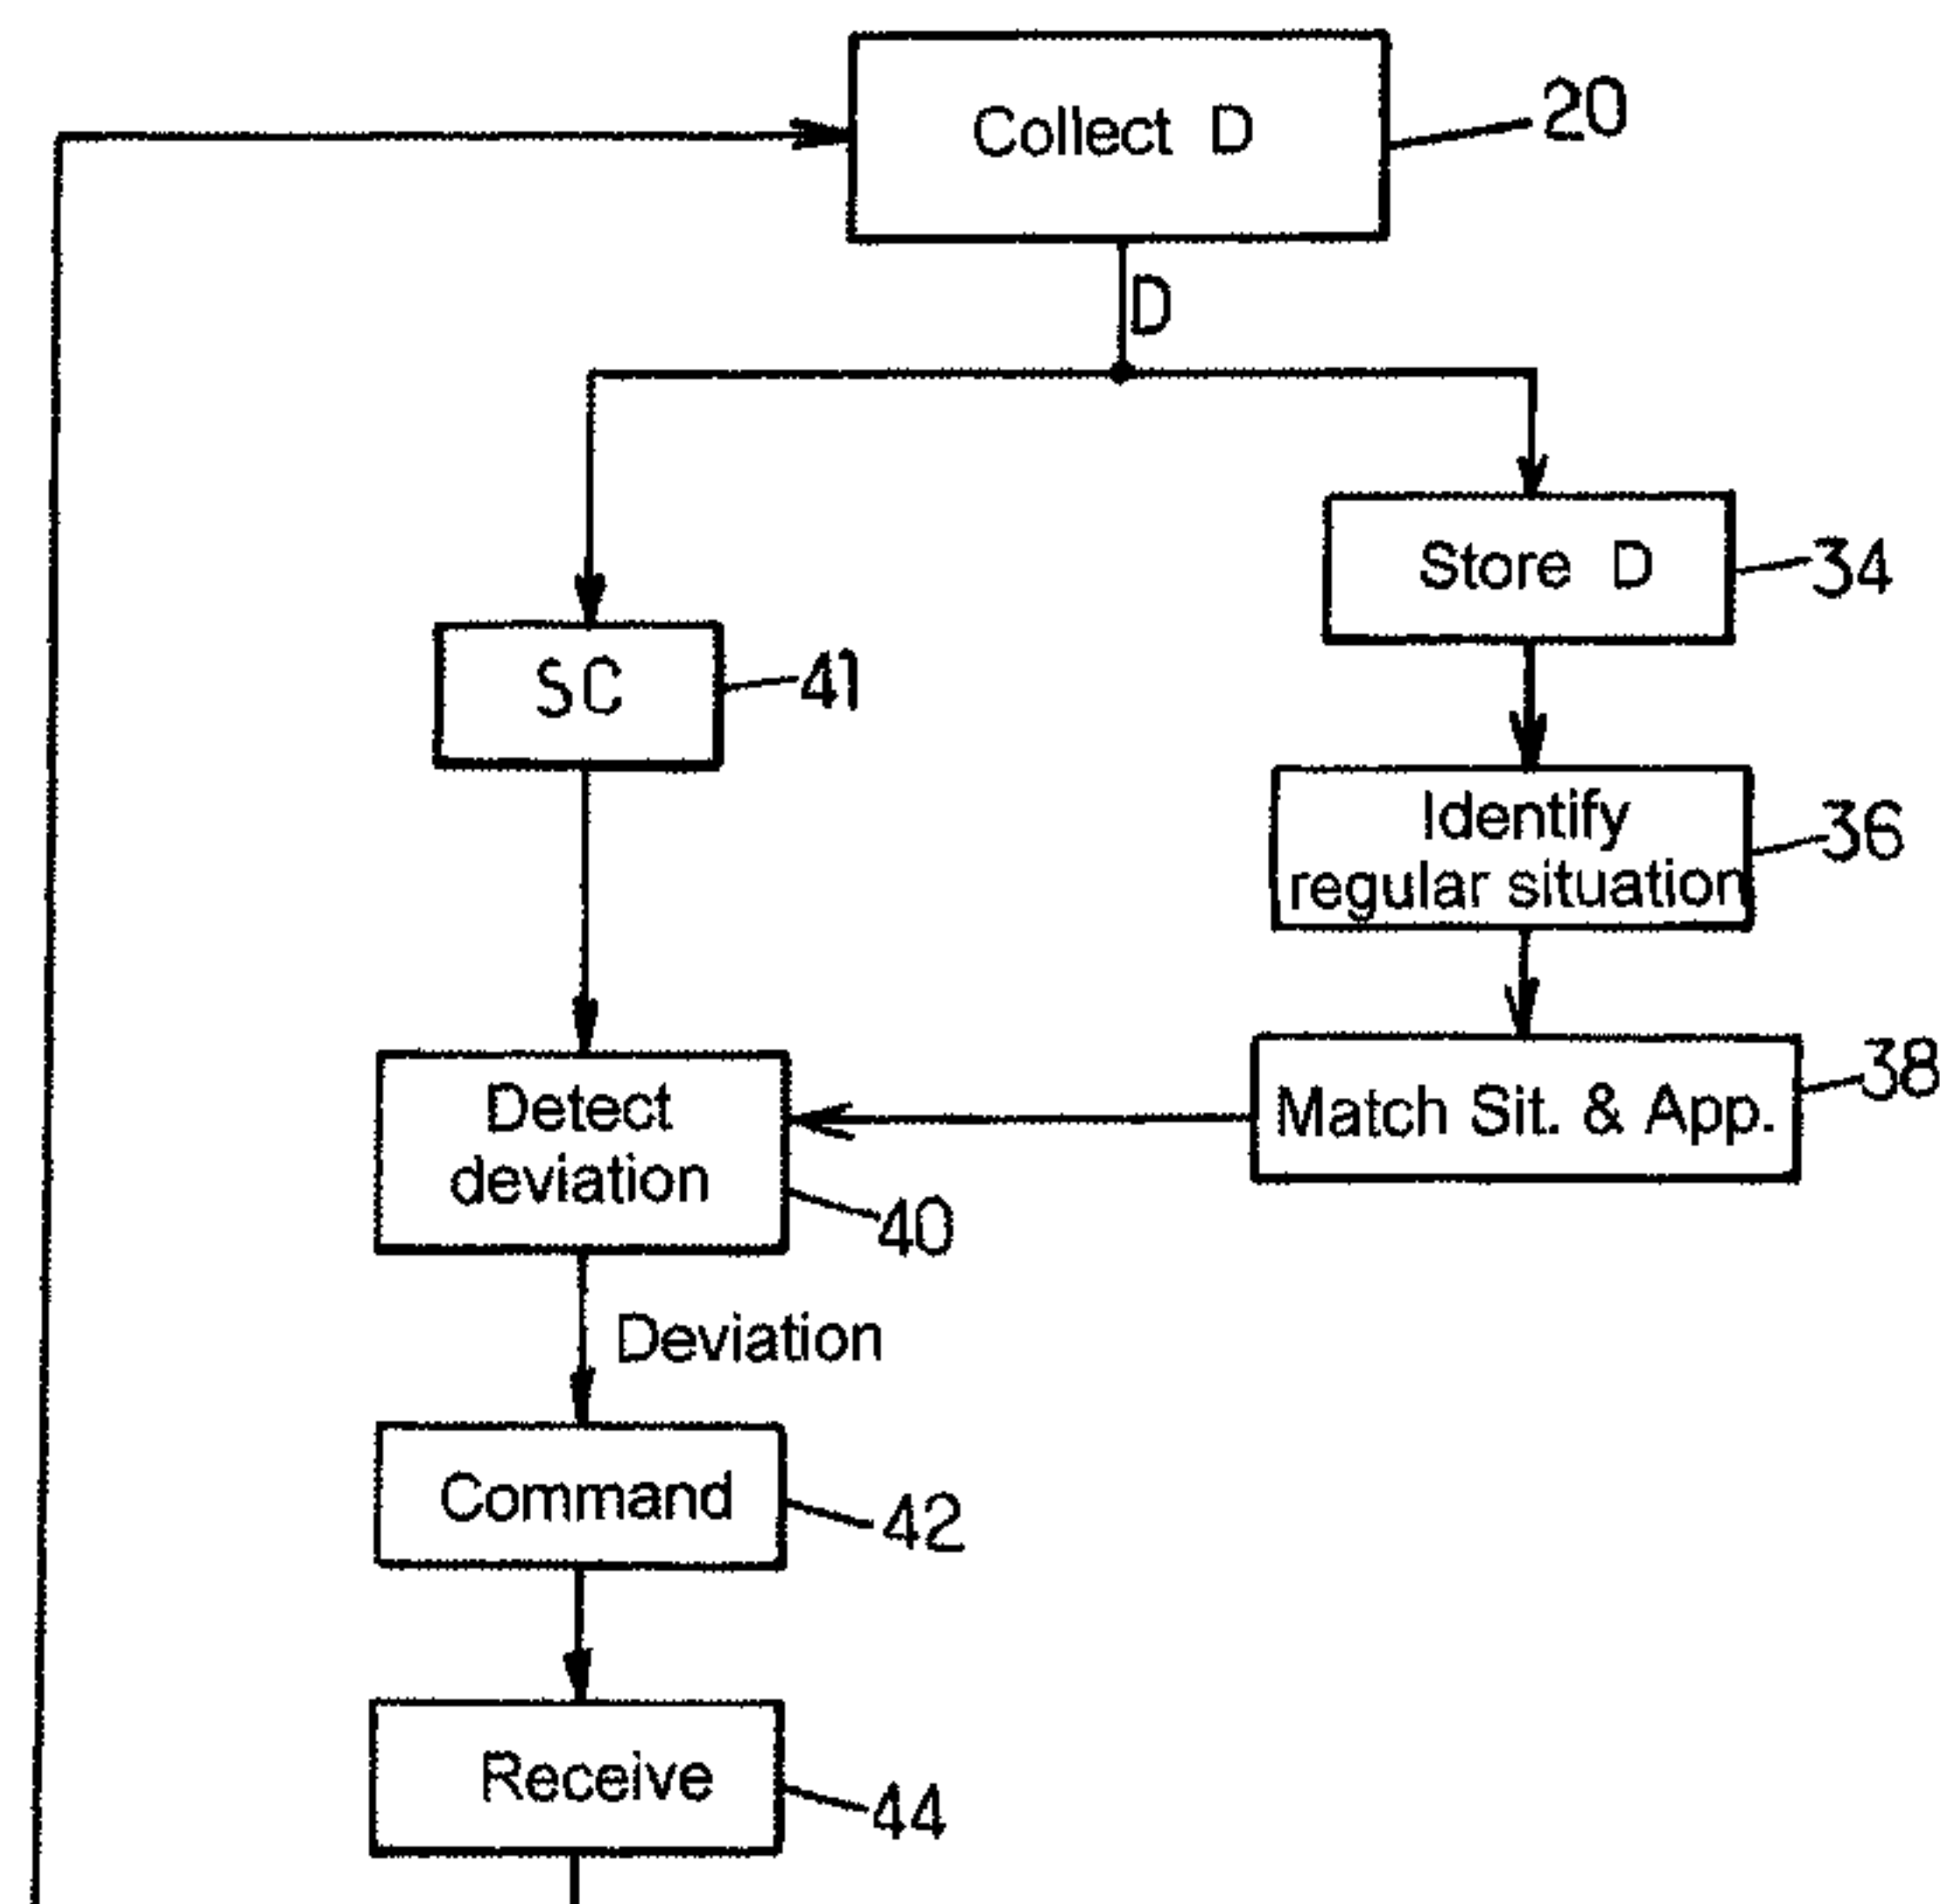 Collect D
20
D
Store D
34
SC
41
Identify
regular situation
36
Detect
deviation
40
Match Sit. & App.
38
Deviation
Command
42
Receive
44